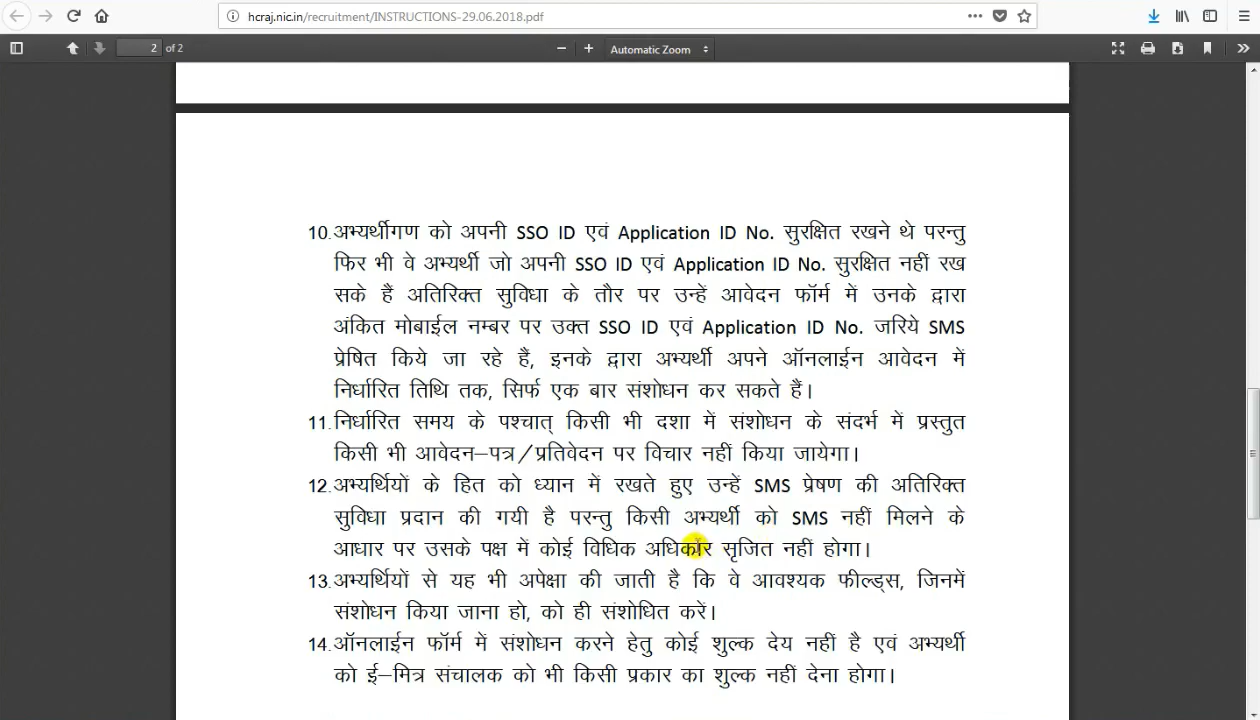 hcraj.nic.in/recruitment/INSTRUCTIONS-29.06.2018.pdf
2 of 2
Automatic Zoom
10. अभ्यर्थीगण को अपनी SSO ID एवं Application ID No. सुरक्षित रखने थे परन्तु
फिर भी वे अभ्यर्थी जो अपनी SSO ID एवं Application ID No. सुरक्षित नहीं रख
सके हैं अतिरिक्त सुविधा के तौर पर उन्हें आवेदन फॉर्म में उनके द्वारा
अंकित मोबाईल नम्बर पर उक्त SSO ID एवं Application ID No. जरिये SMS
प्रेषित किये जा रहे हैं, इनके द्वारा अभ्यर्थी अपने ऑनलाईन आवेदन में
निर्धारित तिथि तक, सिर्फ एक बार संशोधन कर सकते हैं।
11. निर्धारित समय के पश्चात् किसी भी दशा में संशोधन के संदर्भ में प्रस्तुत
किसी भी आवेदन–पत्र/प्रतिवेदन पर विचार नहीं किया जायेगा।
12. अभ्यर्थियों के हित को ध्यान में रखते हुए उन्हें SMS प्रेषण की अतिरिक्त
सुविधा प्रदान की गयी है परन्तु किसी अभ्यर्थी को SMS नहीं मिलने के
आधार पर उसके पक्ष में कोई विधिक अधिकार सृजित नहीं होगा।
13. अभ्यर्थियों से यह भी अपेक्षा की जाती है कि वे आवश्यक फील्ड्स, जिनमें
संशोधन किया जाना हो, को ही संशोधित करें।
14. ऑनलाईन फॉर्म में संशोधन करने हेतु कोई शुल्क देय नहीं है एवं अभ्यर्थी
को ई–मित्र संचालक को भी किसी प्रकार का शुल्क नहीं देना होगा।